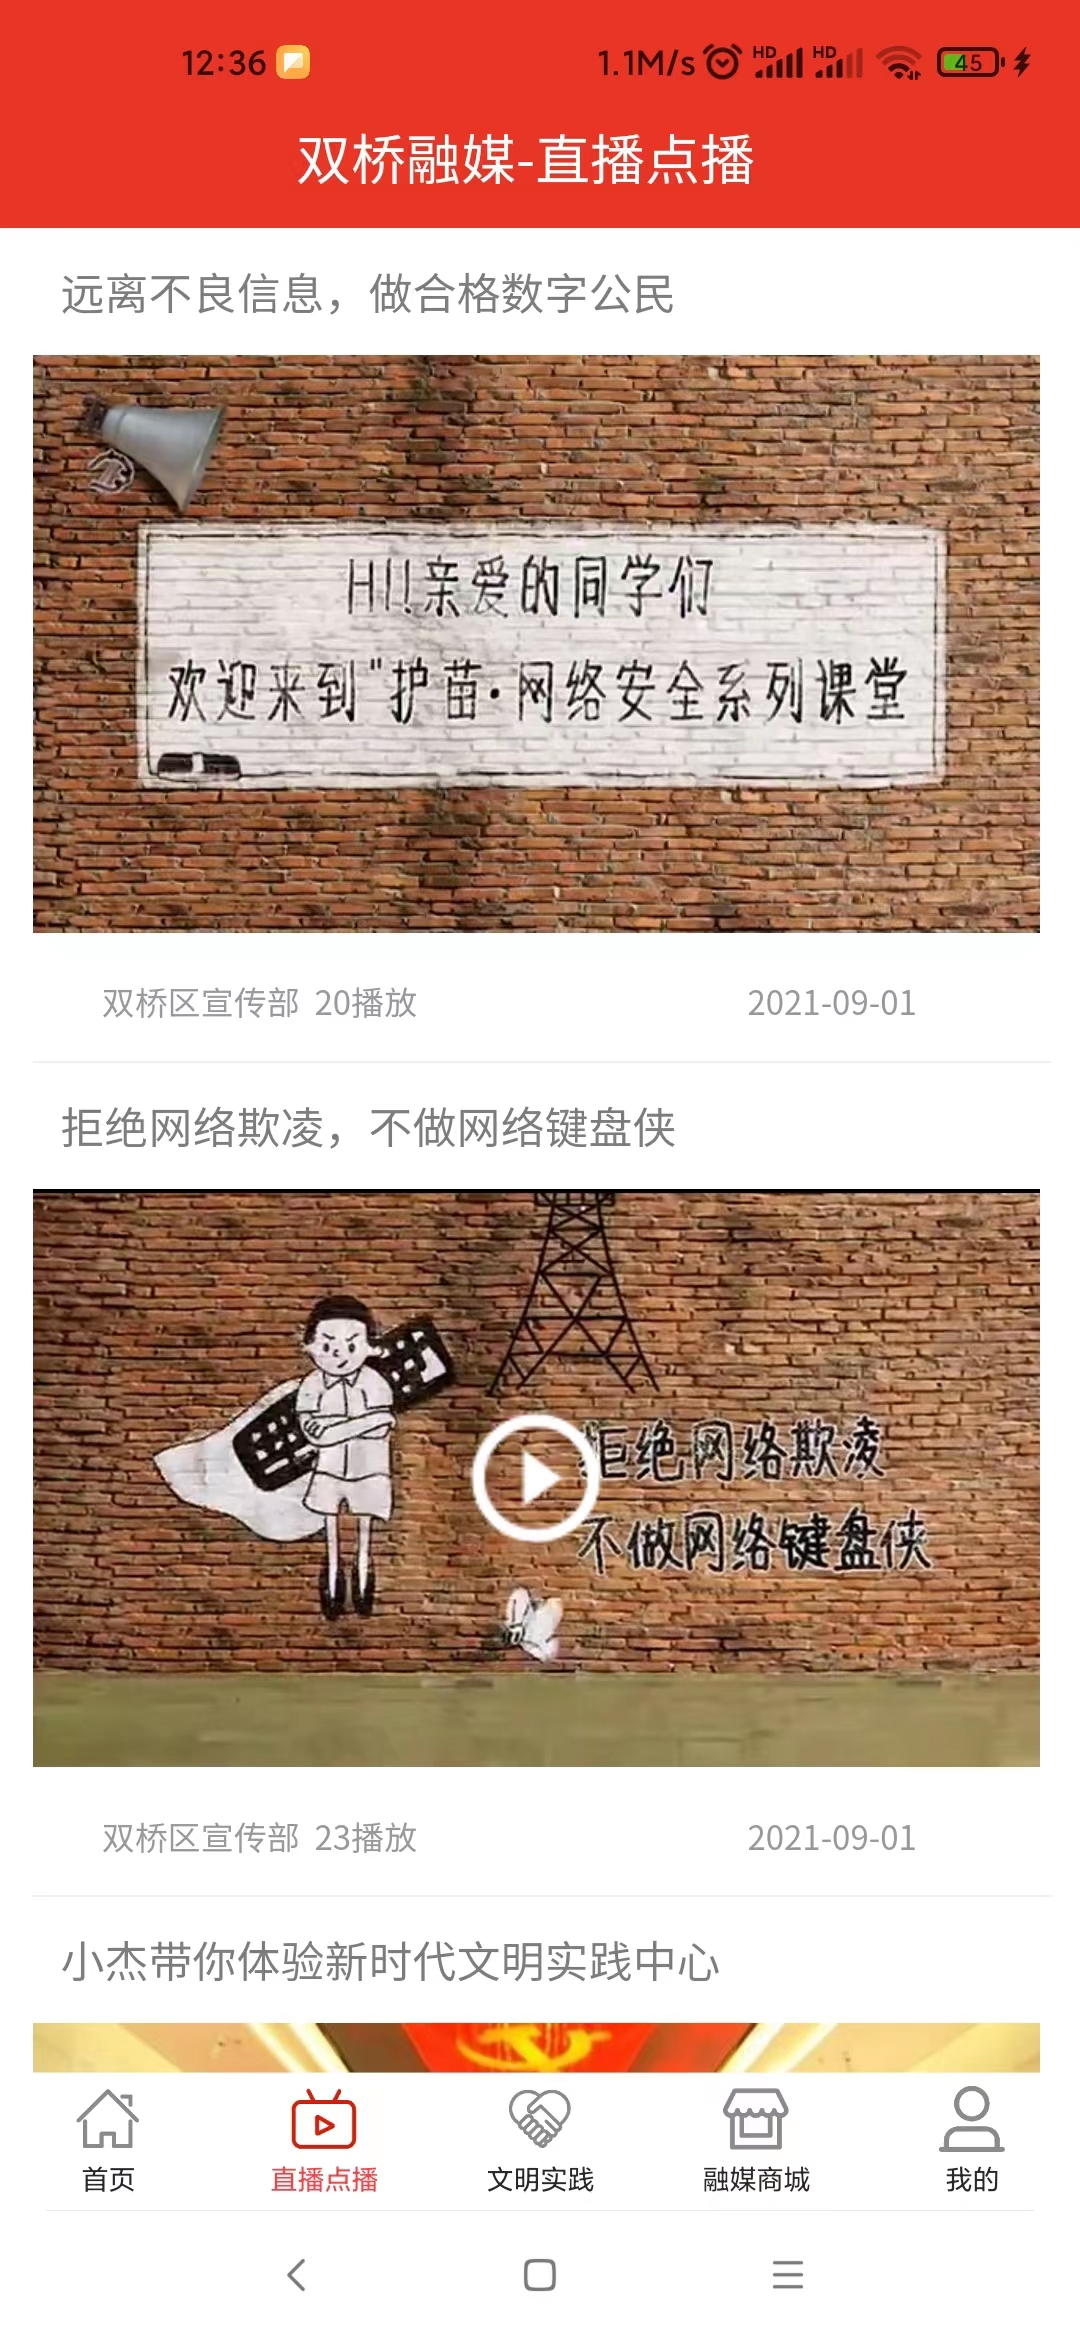 12:36
1.1M/s HD HD 45
双桥融媒-直播点播
远离不良信息，做合格数字公民
HI!亲爱的同学们
欢迎来到"护苗·网络安全系列课堂
双桥区宣传部 20播放 2021-09-01
拒绝网络欺凌，不做网络键盘侠
拒绝网络欺凌
不做网络键盘侠
双桥区宣传部 23播放 2021-09-01
小杰带你体验新时代文明实践中心
首页 直播点播 文明实践 融媒商城 我的